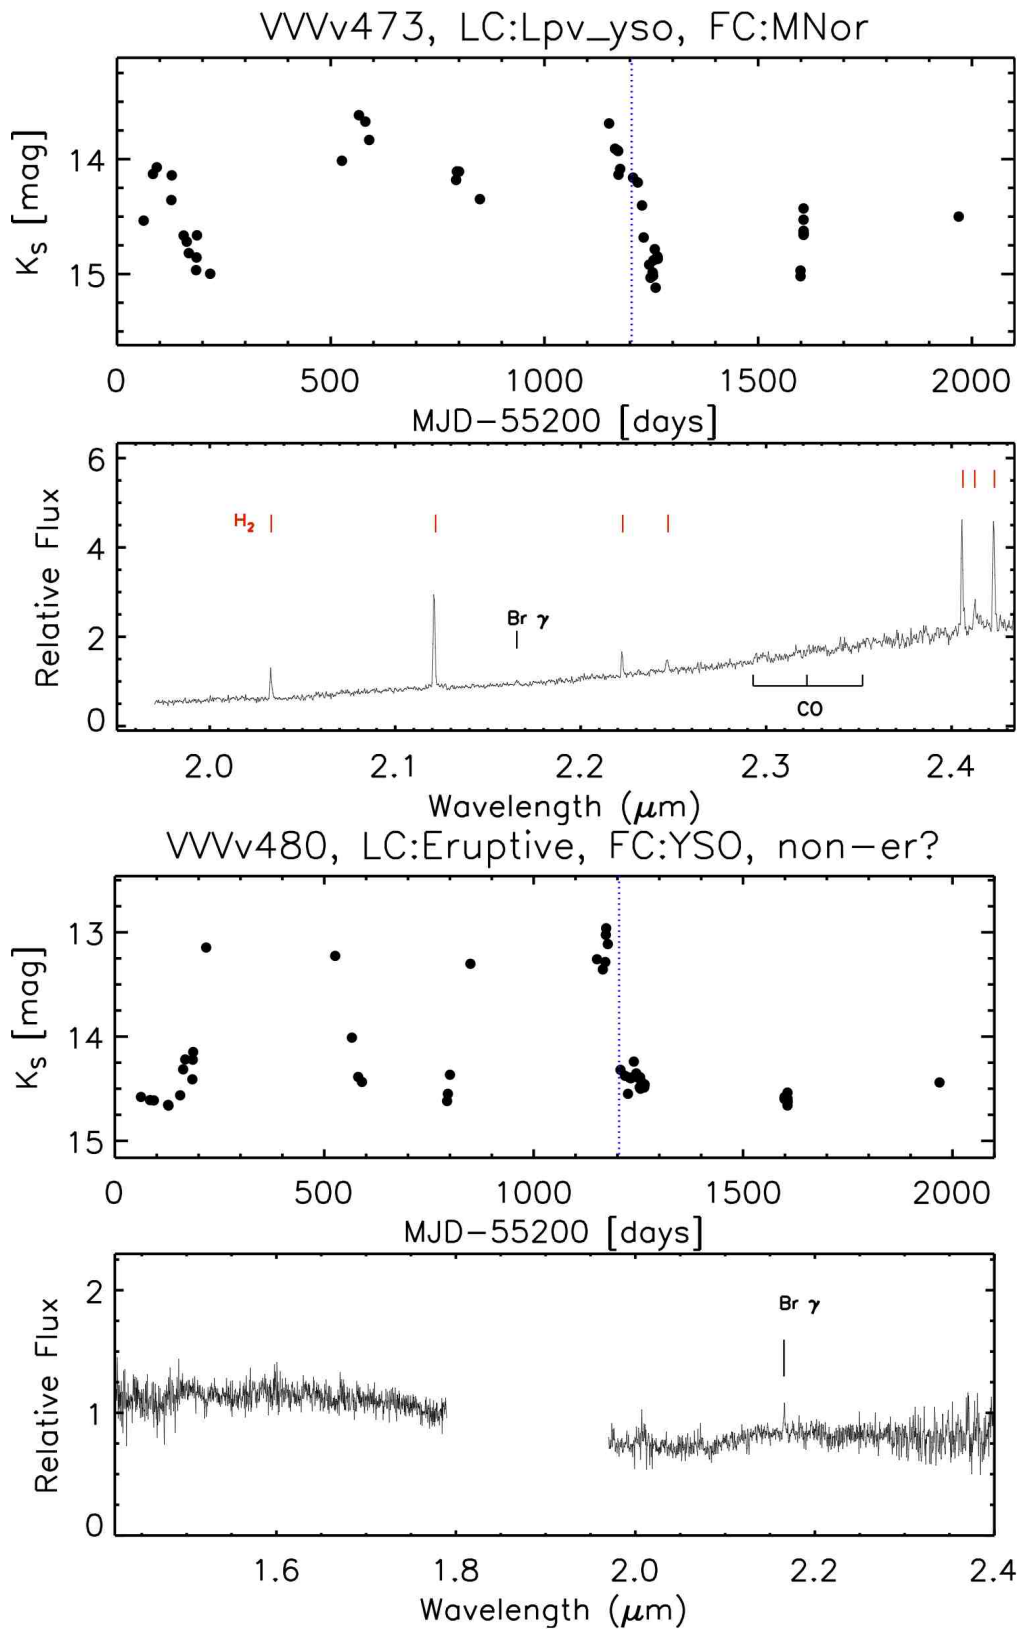 VVVv473, LC:Lpv_yso, FC:MNor
14
15
K_S [mag]
0 500 1000 1500 2000
MJD−55200 [days]
6
4
2
0
Relative Flux
H_2
Br γ
CO
2.0 2.1 2.2 2.3 2.4
Wavelength (μm)
VVVv480, LC:Eruptive, FC:YSO, non−er?
13
14
15
K_S [mag]
0 500 1000 1500 2000
MJD−55200 [days]
2
1
0
Relative Flux
Br γ
1.6 1.8 2.0 2.2 2.4
Wavelength (μm)